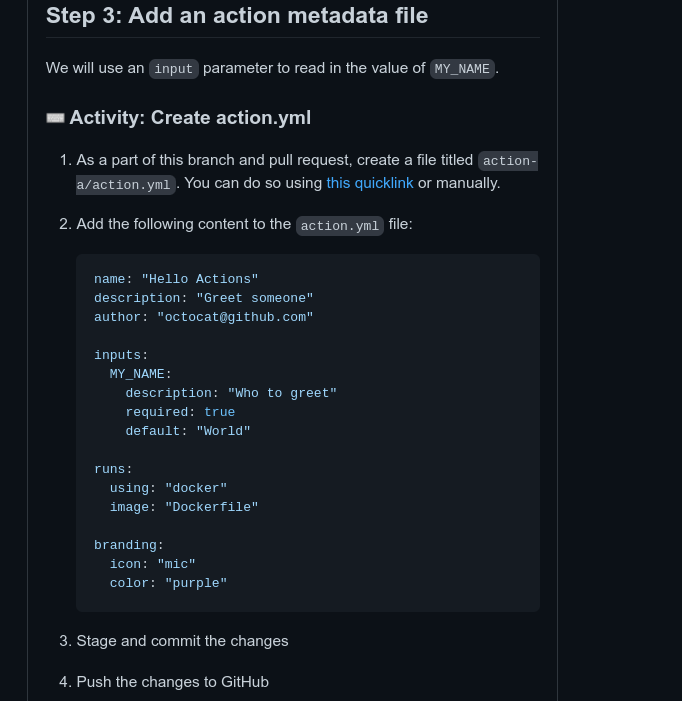 Step 3: Add an action metadata file
We will use an input parameter to read in the value of MY_NAME.
Activity: Create action.yml
1. As a part of this branch and pull request, create a file titled action-
a/action.yml. You can do so using this quicklink or manually.
2. Add the following content to the action.yml file:
name: "Hello Actions"
description: "Greet someone"
author: "octocat@github.com"
inputs:
  MY_NAME:
    description: "Who to greet"
    required: true
    default: "World"
runs:
  using: "docker"
  image: "Dockerfile"
branding:
  icon: "mic"
  color: "purple"
3. Stage and commit the changes
4. Push the changes to GitHub